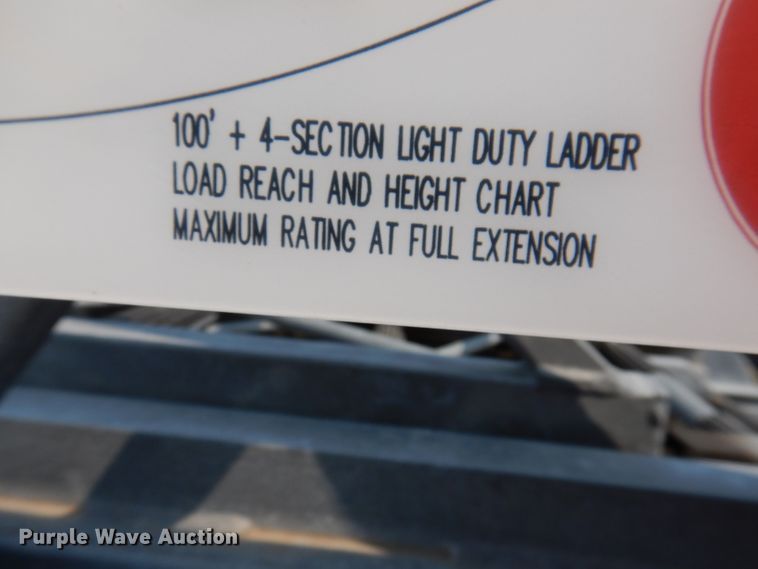 100' + 4-SECTION LIGHT DUTY LADDER
LOAD REACH AND HEIGHT CHART
MAXIMUM RATING AT FULL EXTENSION
Purple Wave Auction